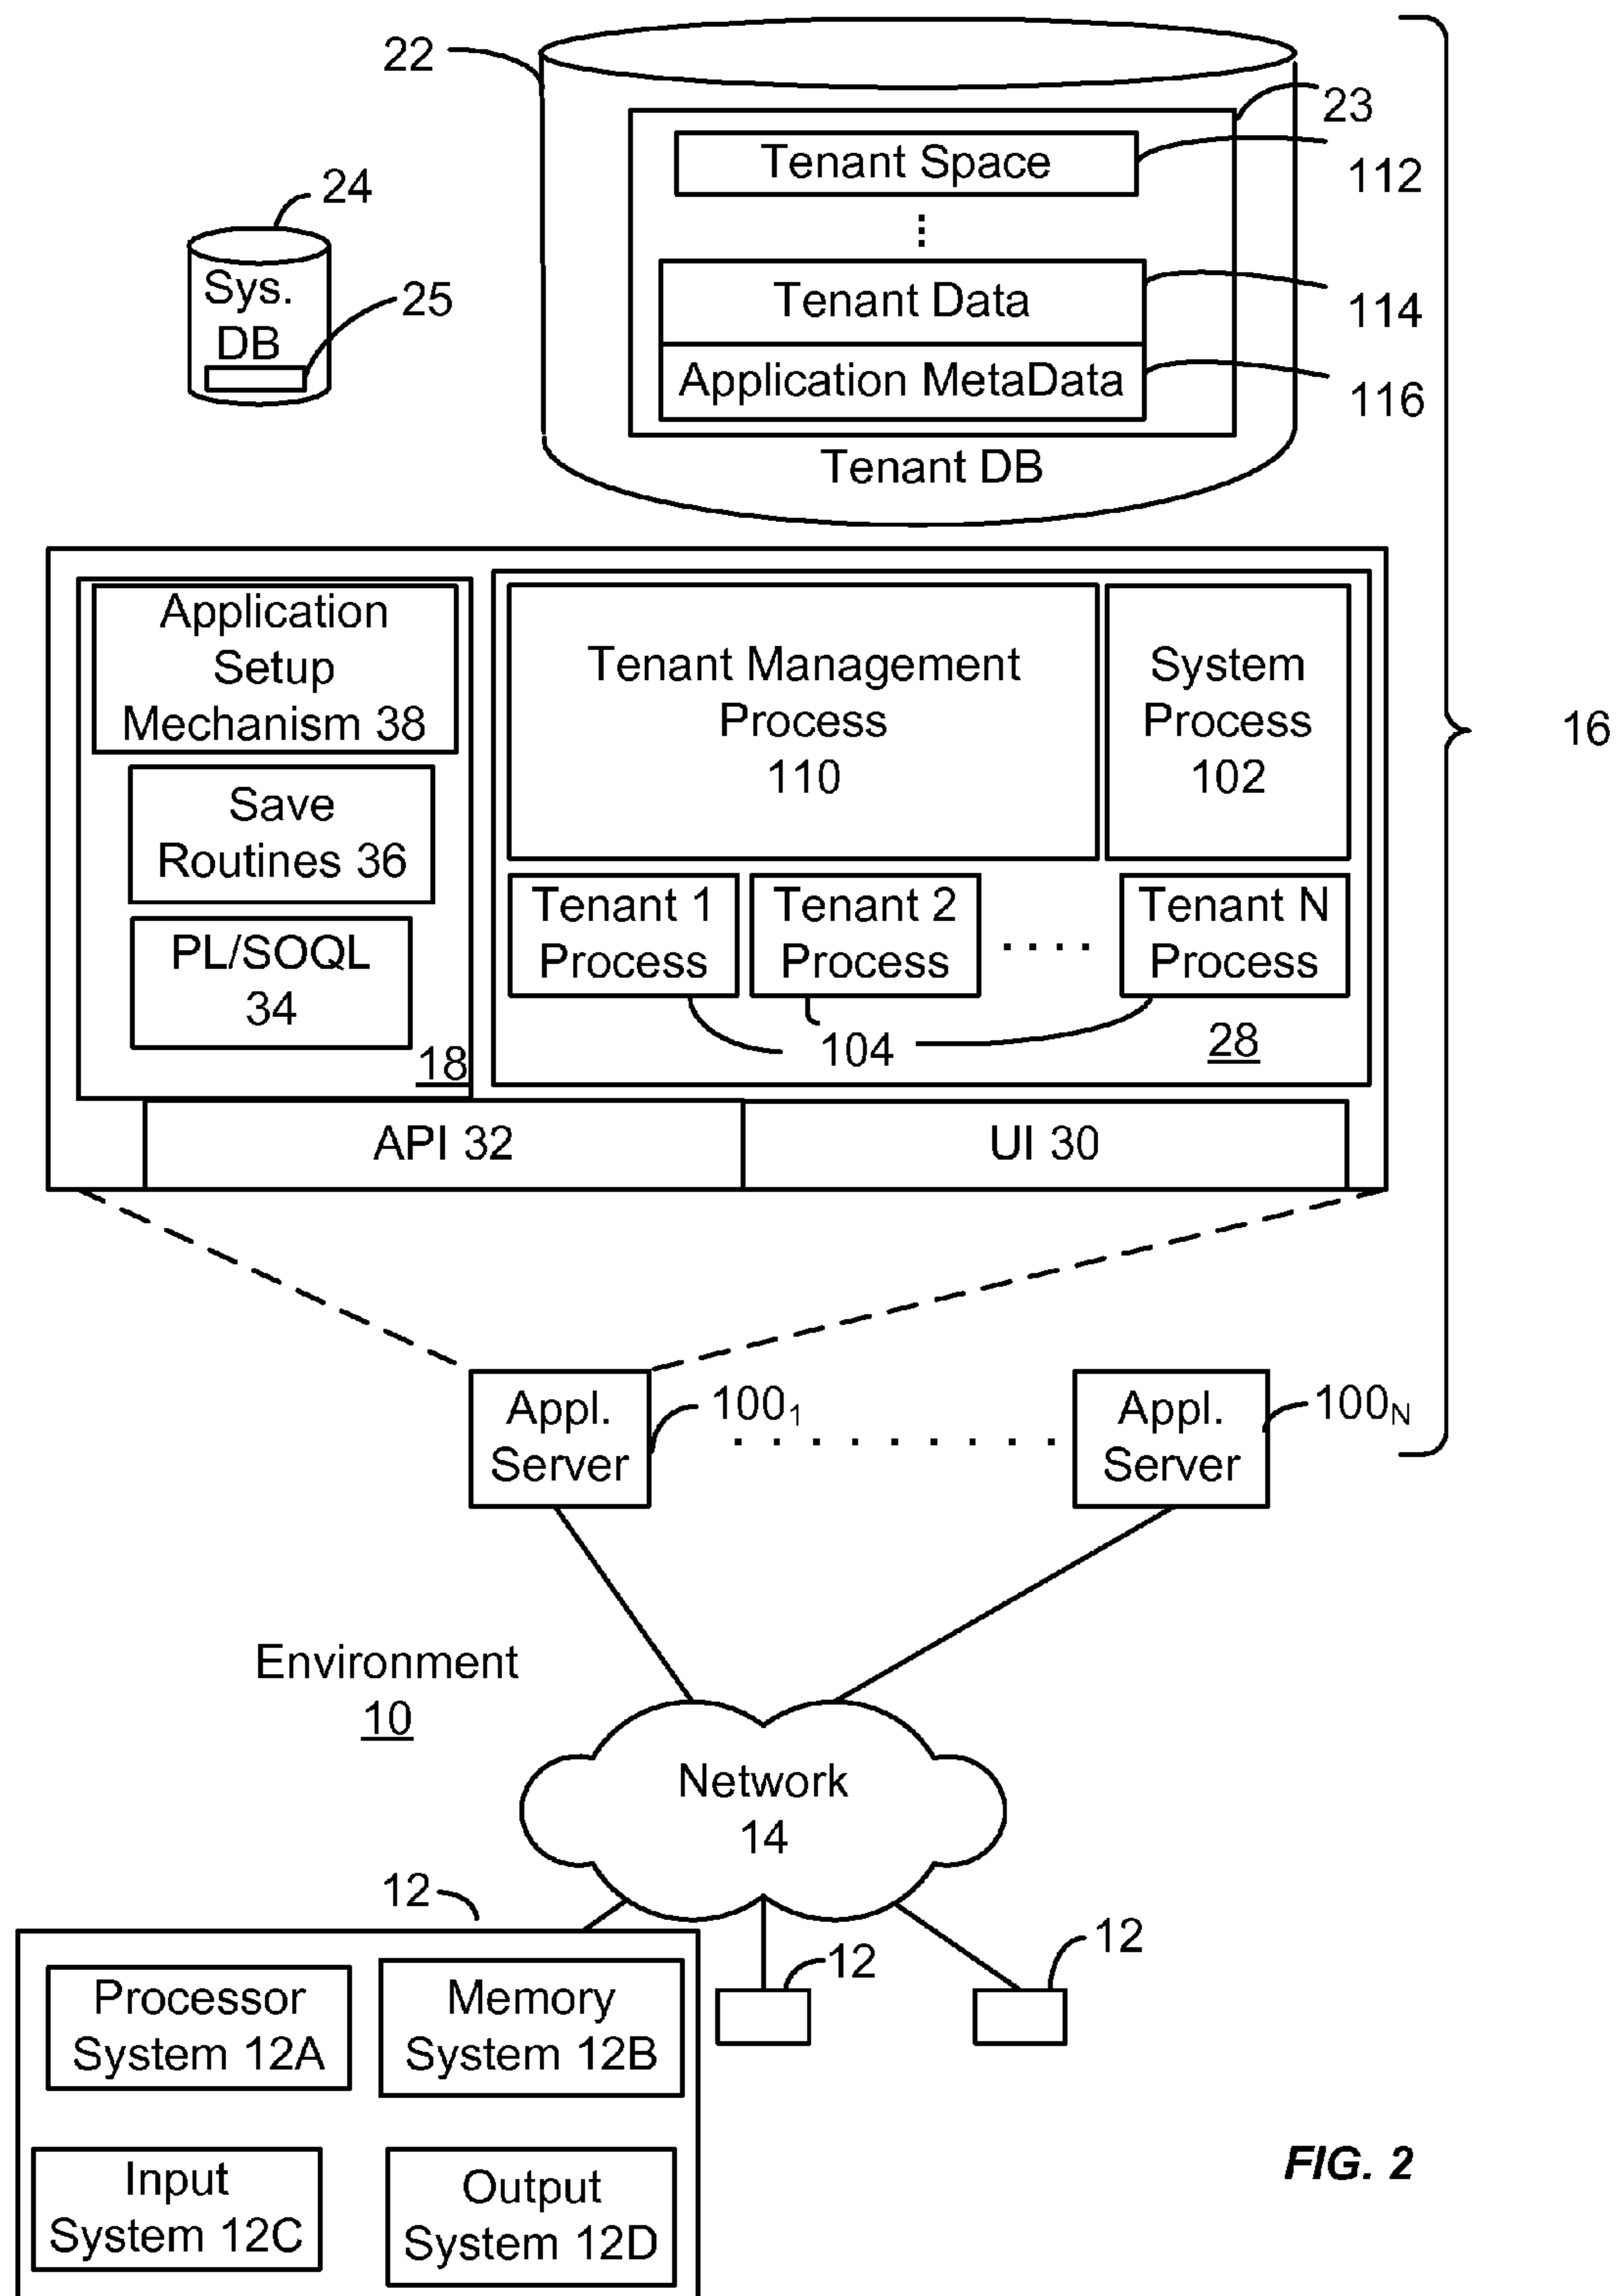 22
23
Tenant Space
112
24
Sys.
DB
25
Tenant Data
114
Application MetaData
116
Tenant DB
16
Application
Setup
Mechanism 38
Save
Routines 36
PL/SOQL
34
18
Tenant Management
Process
110
System
Process
102
Tenant 1
Process
Tenant 2
Process
Tenant N
Process
104
28
API 32
UI 30
Appl.
Server
100₁
Appl.
Server
100N
Environment
10
Network
14
12
12
12
Processor
System 12A
Memory
System 12B
Input
System 12C
Output
System 12D
FIG. 2